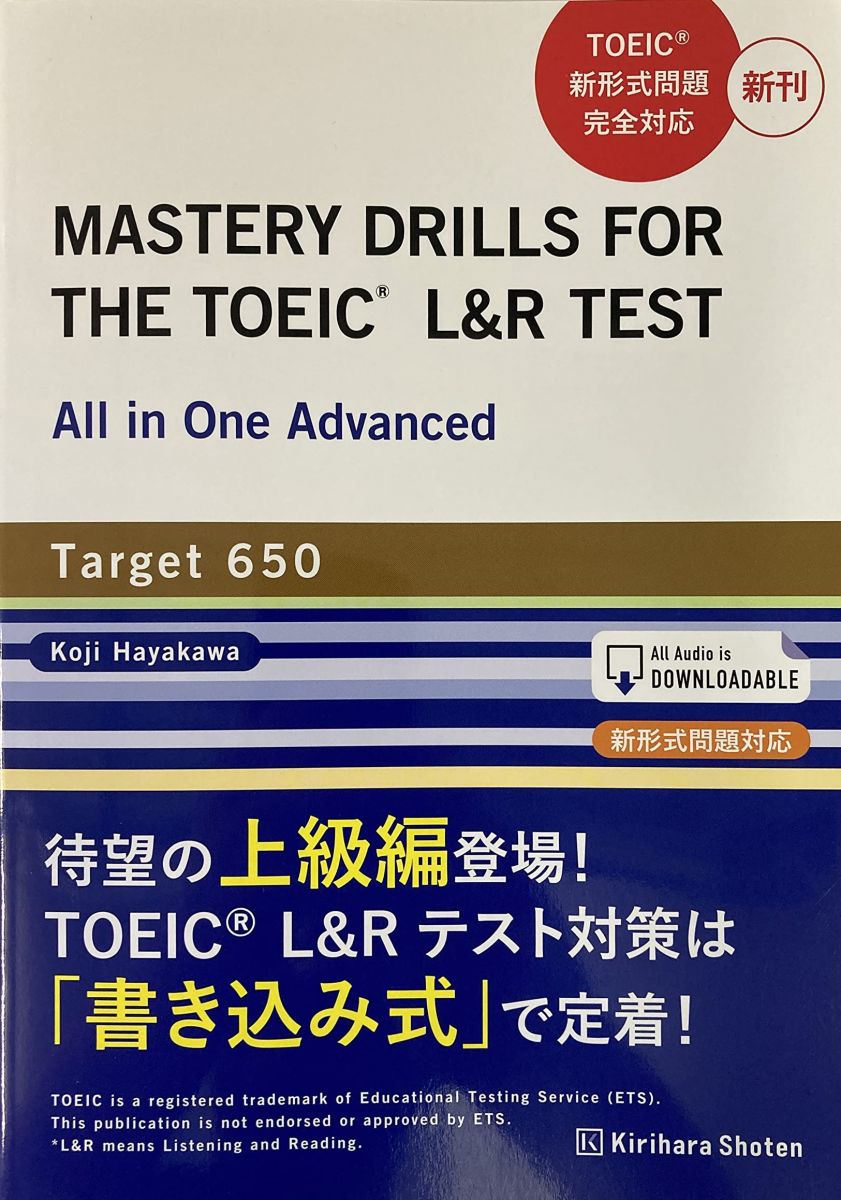 TOEIC®
新形式問題
完全対応
新刊
MASTERY DRILLS FOR
THE TOEIC® L&R TEST
All in One Advanced
Target 650
Koji Hayakawa
All Audio is
DOWNLOADABLE
新形式問題対応
待望の上級編登場!
TOEIC® L&R テスト対策は
「書き込み式」で定着!
TOEIC is a registered trademark of Educational Testing Service (ETS).
This publication is not endorsed or approved by ETS.
*L&R means Listening and Reading.
Kirihara Shoten